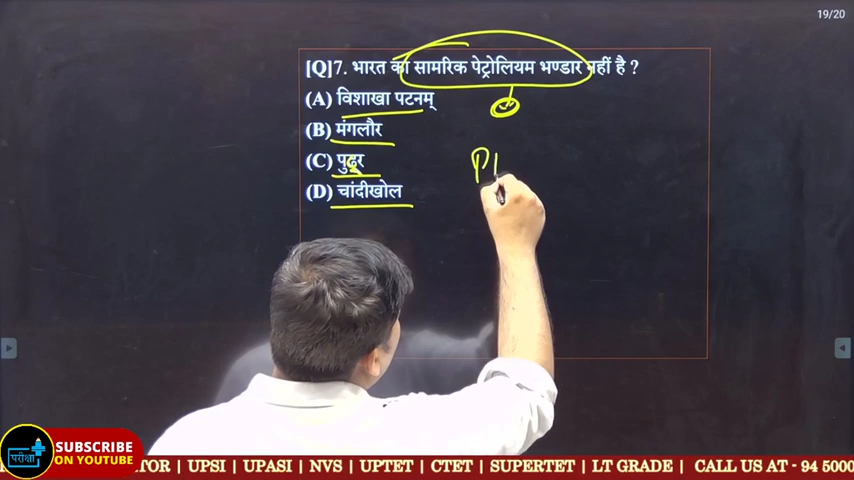 19/20
[Q]7. भारत का सामरिक पेट्रोलियम भण्डार नहीं है ?
(A) विशाखा पटनम्
(B) मंगलौर
(C) पुदूर
(D) चांदीखोल
P
परीक्षा
SUBSCRIBE
ON YOUTUBE
TOR | UPSI | UPASI | NVS | UPTET | CTET | SUPERTET | LT GRADE | CALL US AT - 94 5000